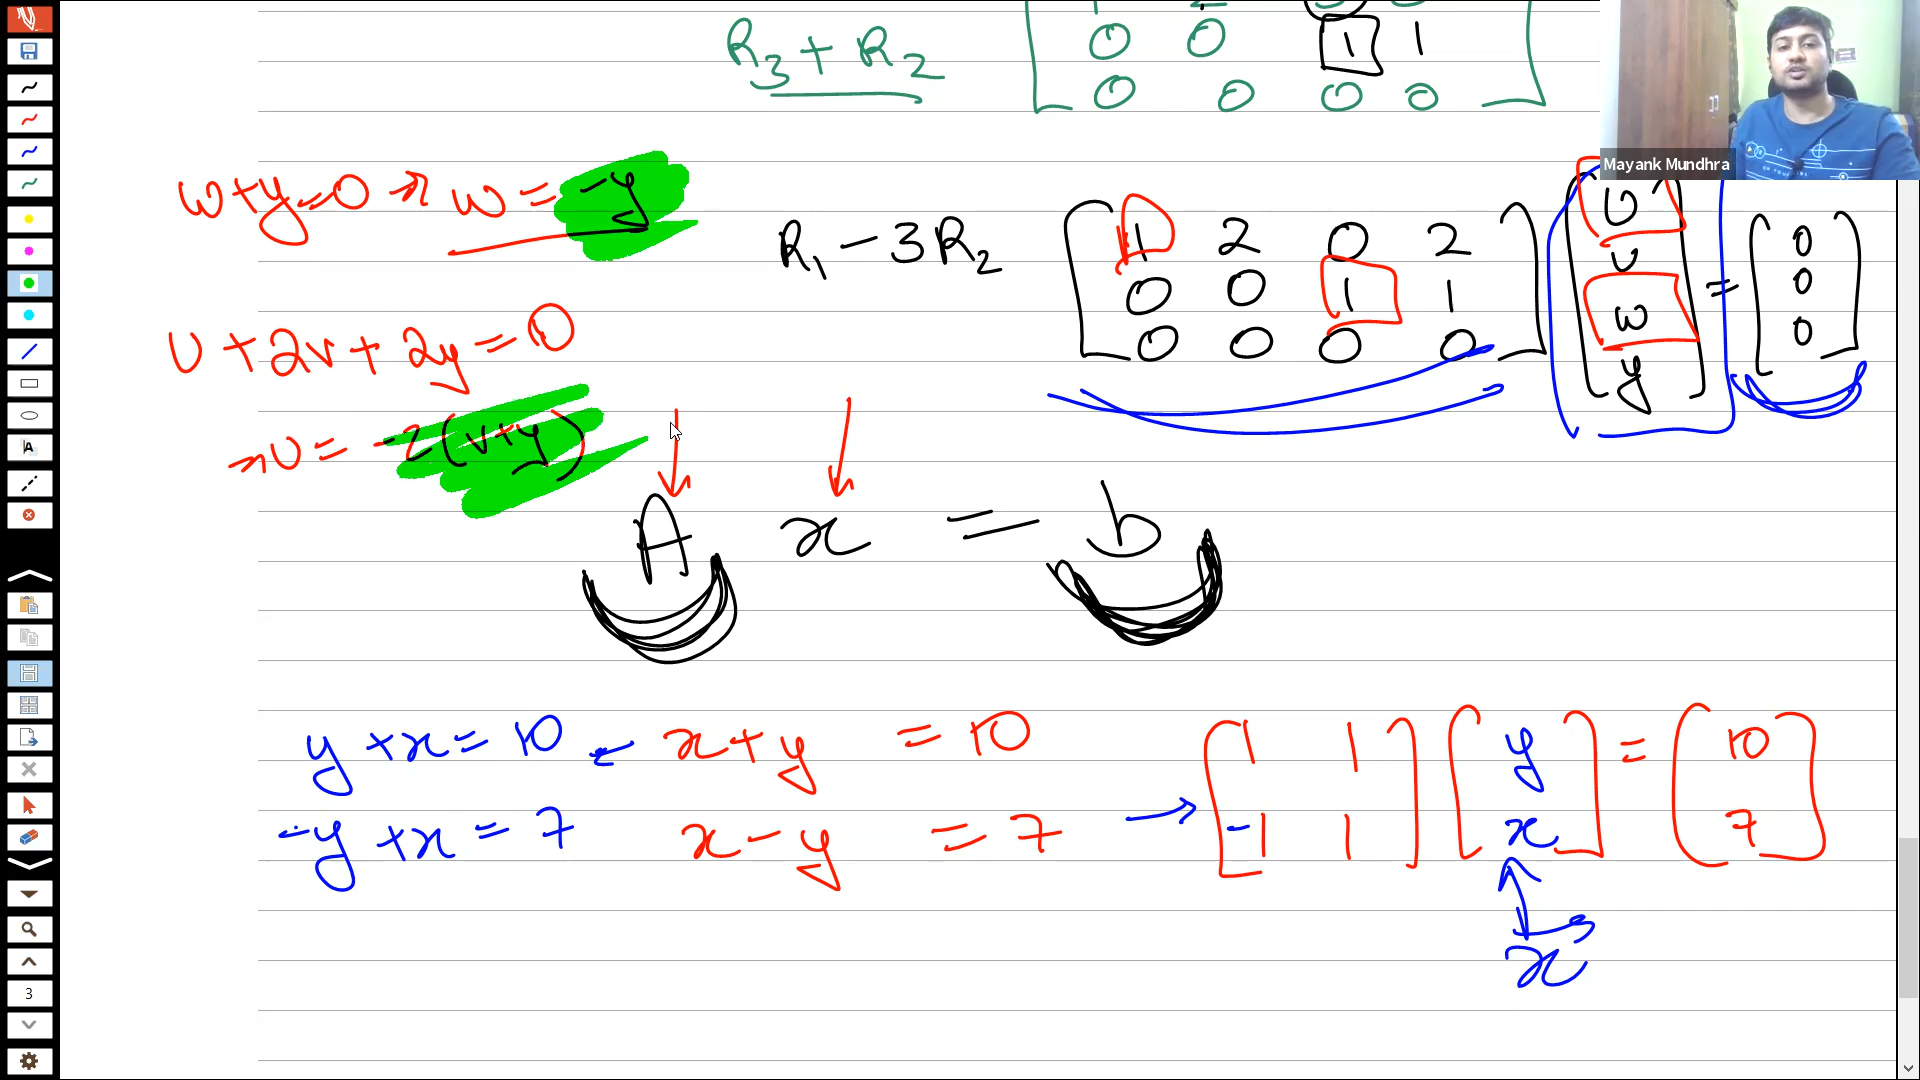 R₃ + R₂
0 0 1 1
0 0 0 0
Mayank Mundhra
w+y=0 ⇒ w = -y
R₁ - 3R₂ [1 2 0 2; 0 0 1 1; 0 0 0 0] [u; v; w; y] = [0; 0; 0]
u + 2v + 2y = 0
⇒ u = -2(v+y)
A x = b
y + x = 10 x + y = 10 → [1 1; -1 1] [y; x] = [10; 7]
-y + x = 7 x - y = 7
x
A
3